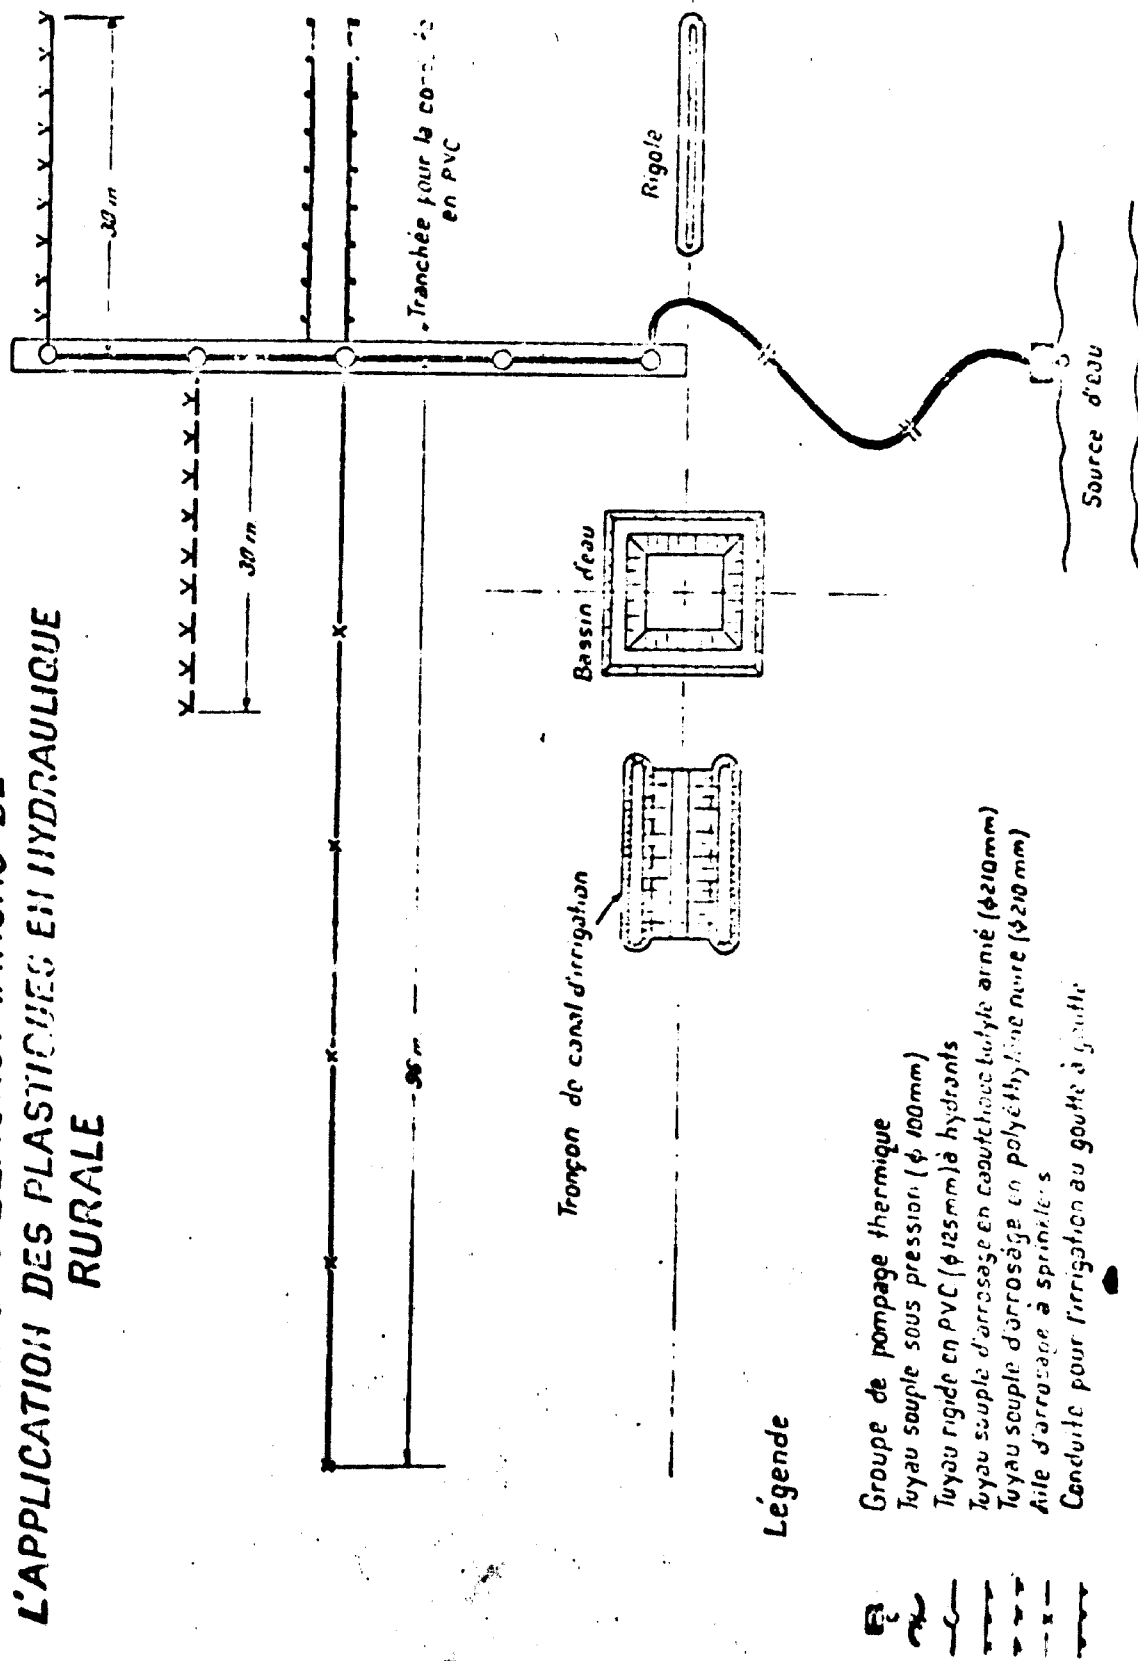 L'APPLICATION DES PLASTIQUES EN HYDRAULIQUE
RURALE
30 m
30 m
96 m
Tranchée pour la
en PVC
Rigole
Bassin d'eau
Tronçon de canal d'irrigation
Source d'eau
Légende
Groupe de pompage thermique
Tuyau souple sous pression (ϕ 100mm)
Tuyau rigide en PVC (ϕ 125mm) à hydrants
Tuyau souple d'arrosage en caoutchouc butyle armé (ϕ210mm)
Tuyau souple d'arrosage en polyéthylène noire (ϕ210mm)
Aile d'arrosage à sprinklers
Conduite pour l'irrigation au goutte à goutte